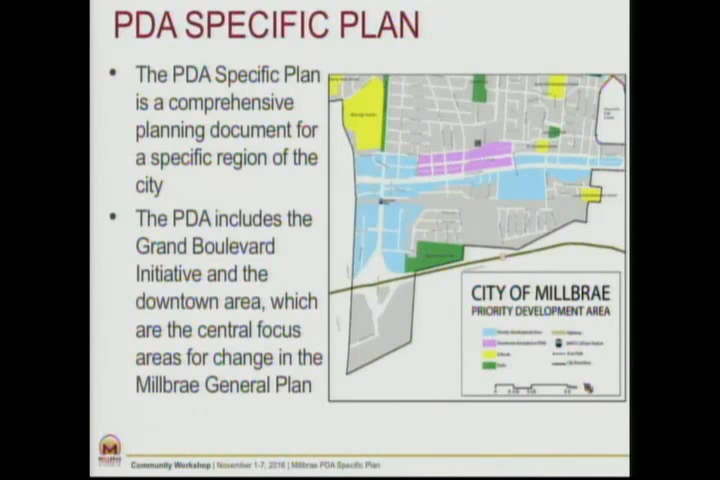 PDA SPECIFIC PLAN
• The PDA Specific Plan
is a comprehensive
planning document for
a specific region of the
city
• The PDA includes the
Grand Boulevard
Initiative and the
downtown area, which
are the central focus
areas for change in the
Millbrae General Plan
CITY OF MILLBRAE
PRIORITY DEVELOPMENT AREA
Community Workshop | November 1-7, 2016 | Millbrae PDA Specific Plan